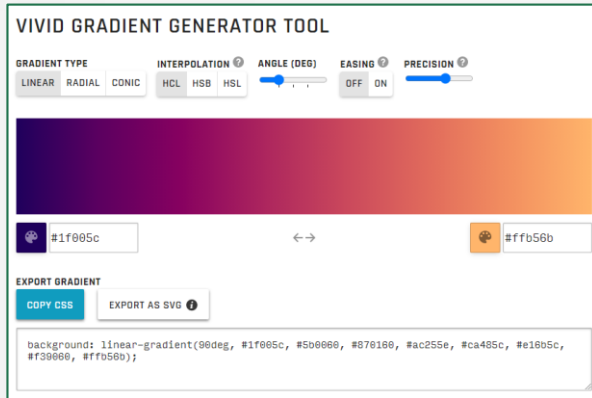 VIVID GRADIENT GENERATOR TOOL
GRADIENT TYPE INTERPOLATION ? ANGLE (DEG) EASING ? PRECISION ?
LINEAR RADIAL CONIC HCL HSB HSL OFF ON
#1f005c #ffb56b
EXPORT GRADIENT
COPY CSS EXPORT AS SVG i
background: linear-gradient(90deg, #1f005c, #5b0060, #870160, #ac255e, #ca485c, #e16b5c,
#f39060, #ffb56b);